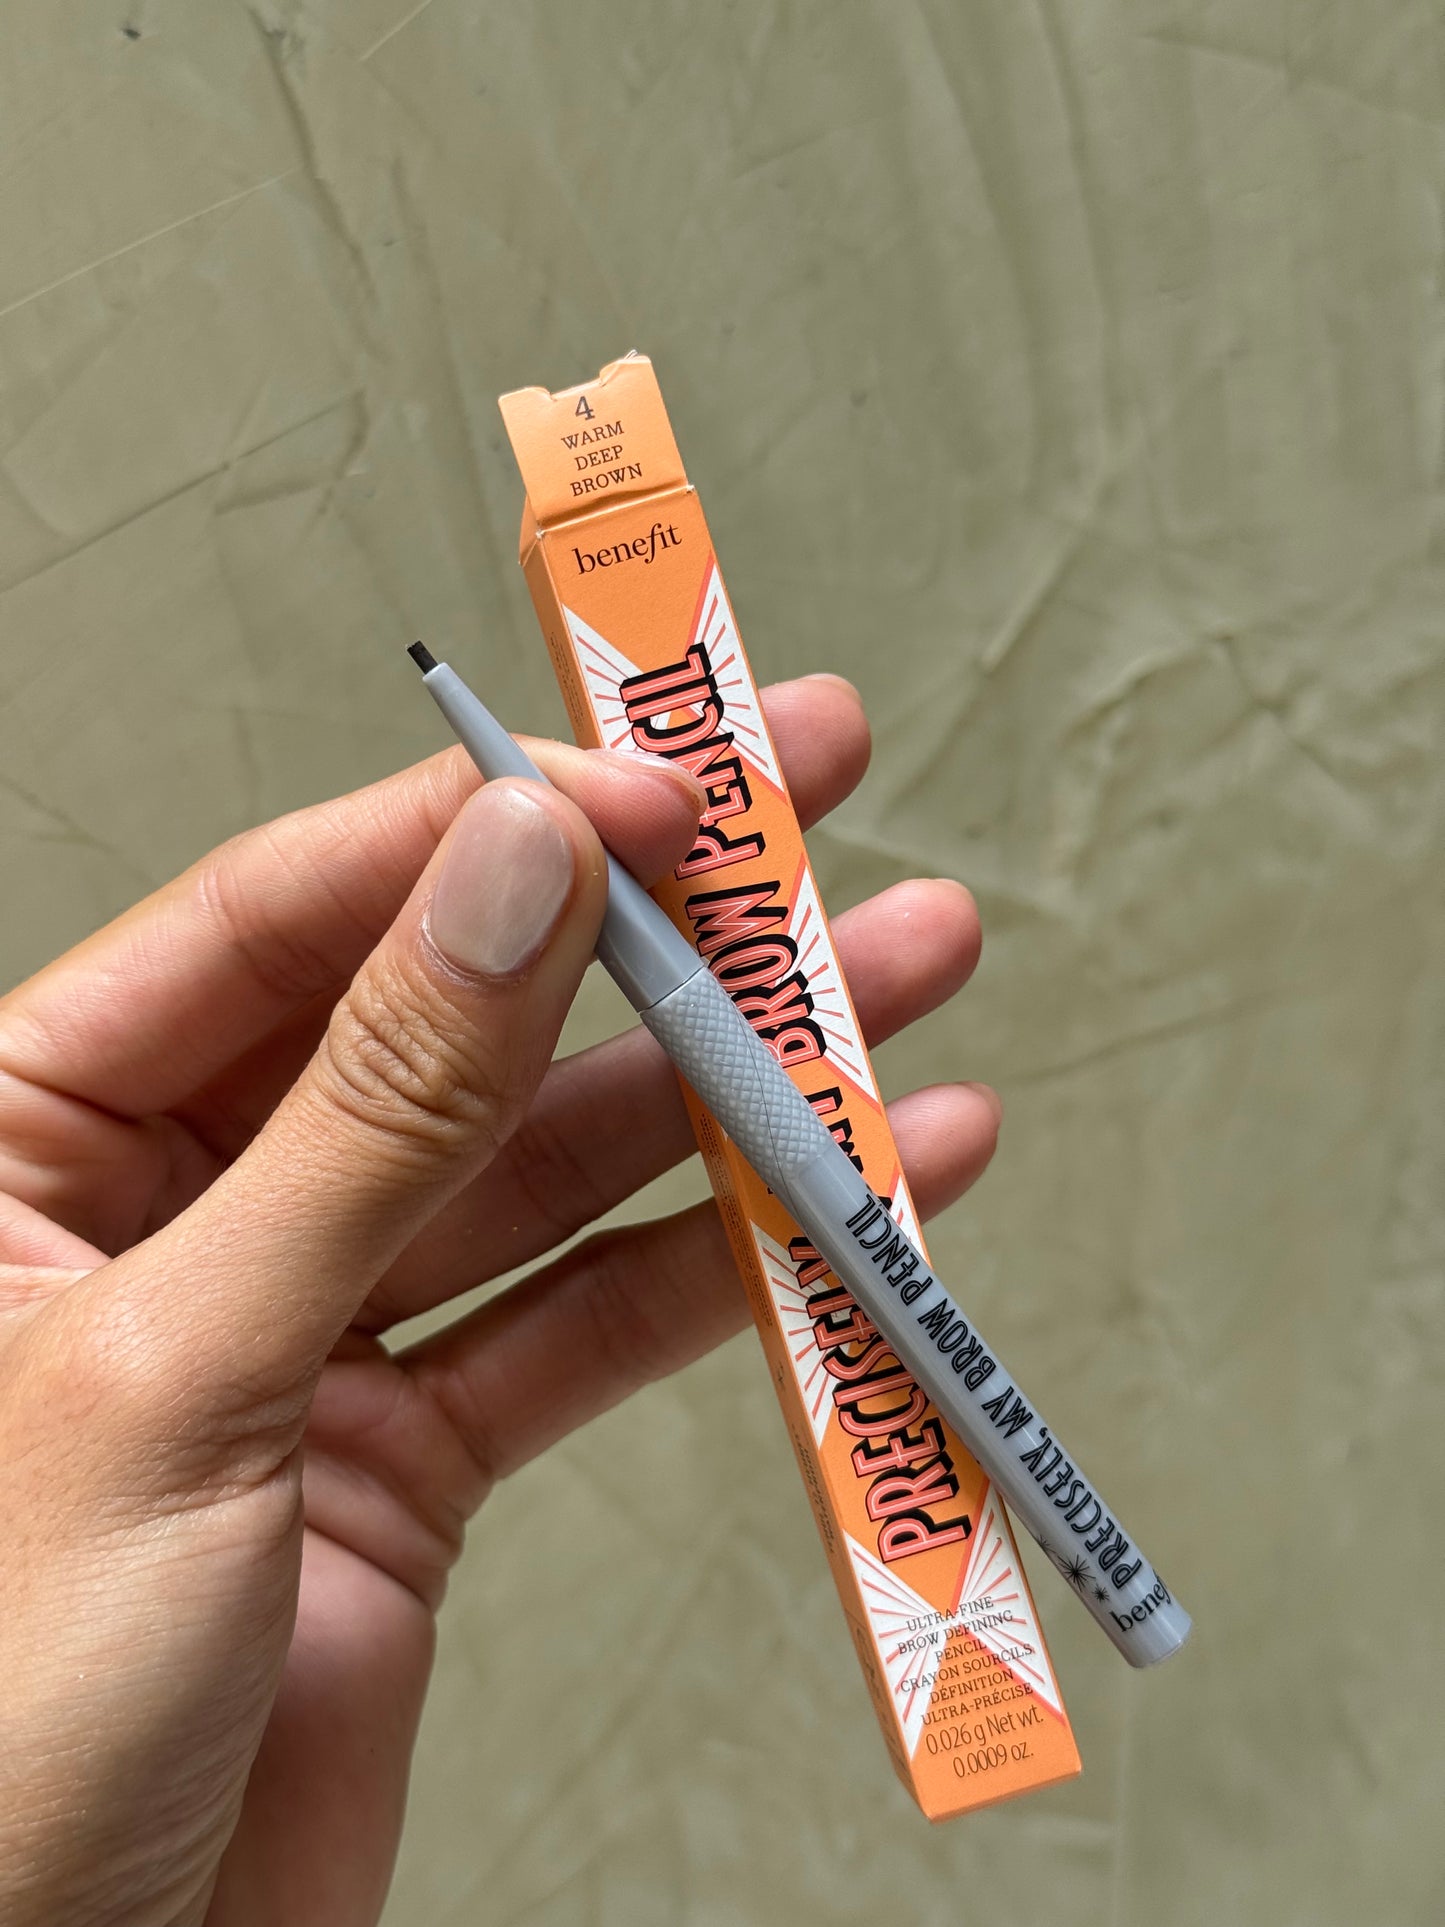 4
WARM
DEEP
BROWN
benefit
PRECISELY, MY BROW PENCIL
ULTRA-FINE
BROW DEFINING
PENCIL
CRAYON SOURCILS
DÉFINITION
ULTRA-PRÉCISE
0.026 g Net wt.
0.0009 oz.
PRECISELY, MY BROW PENCIL
benef